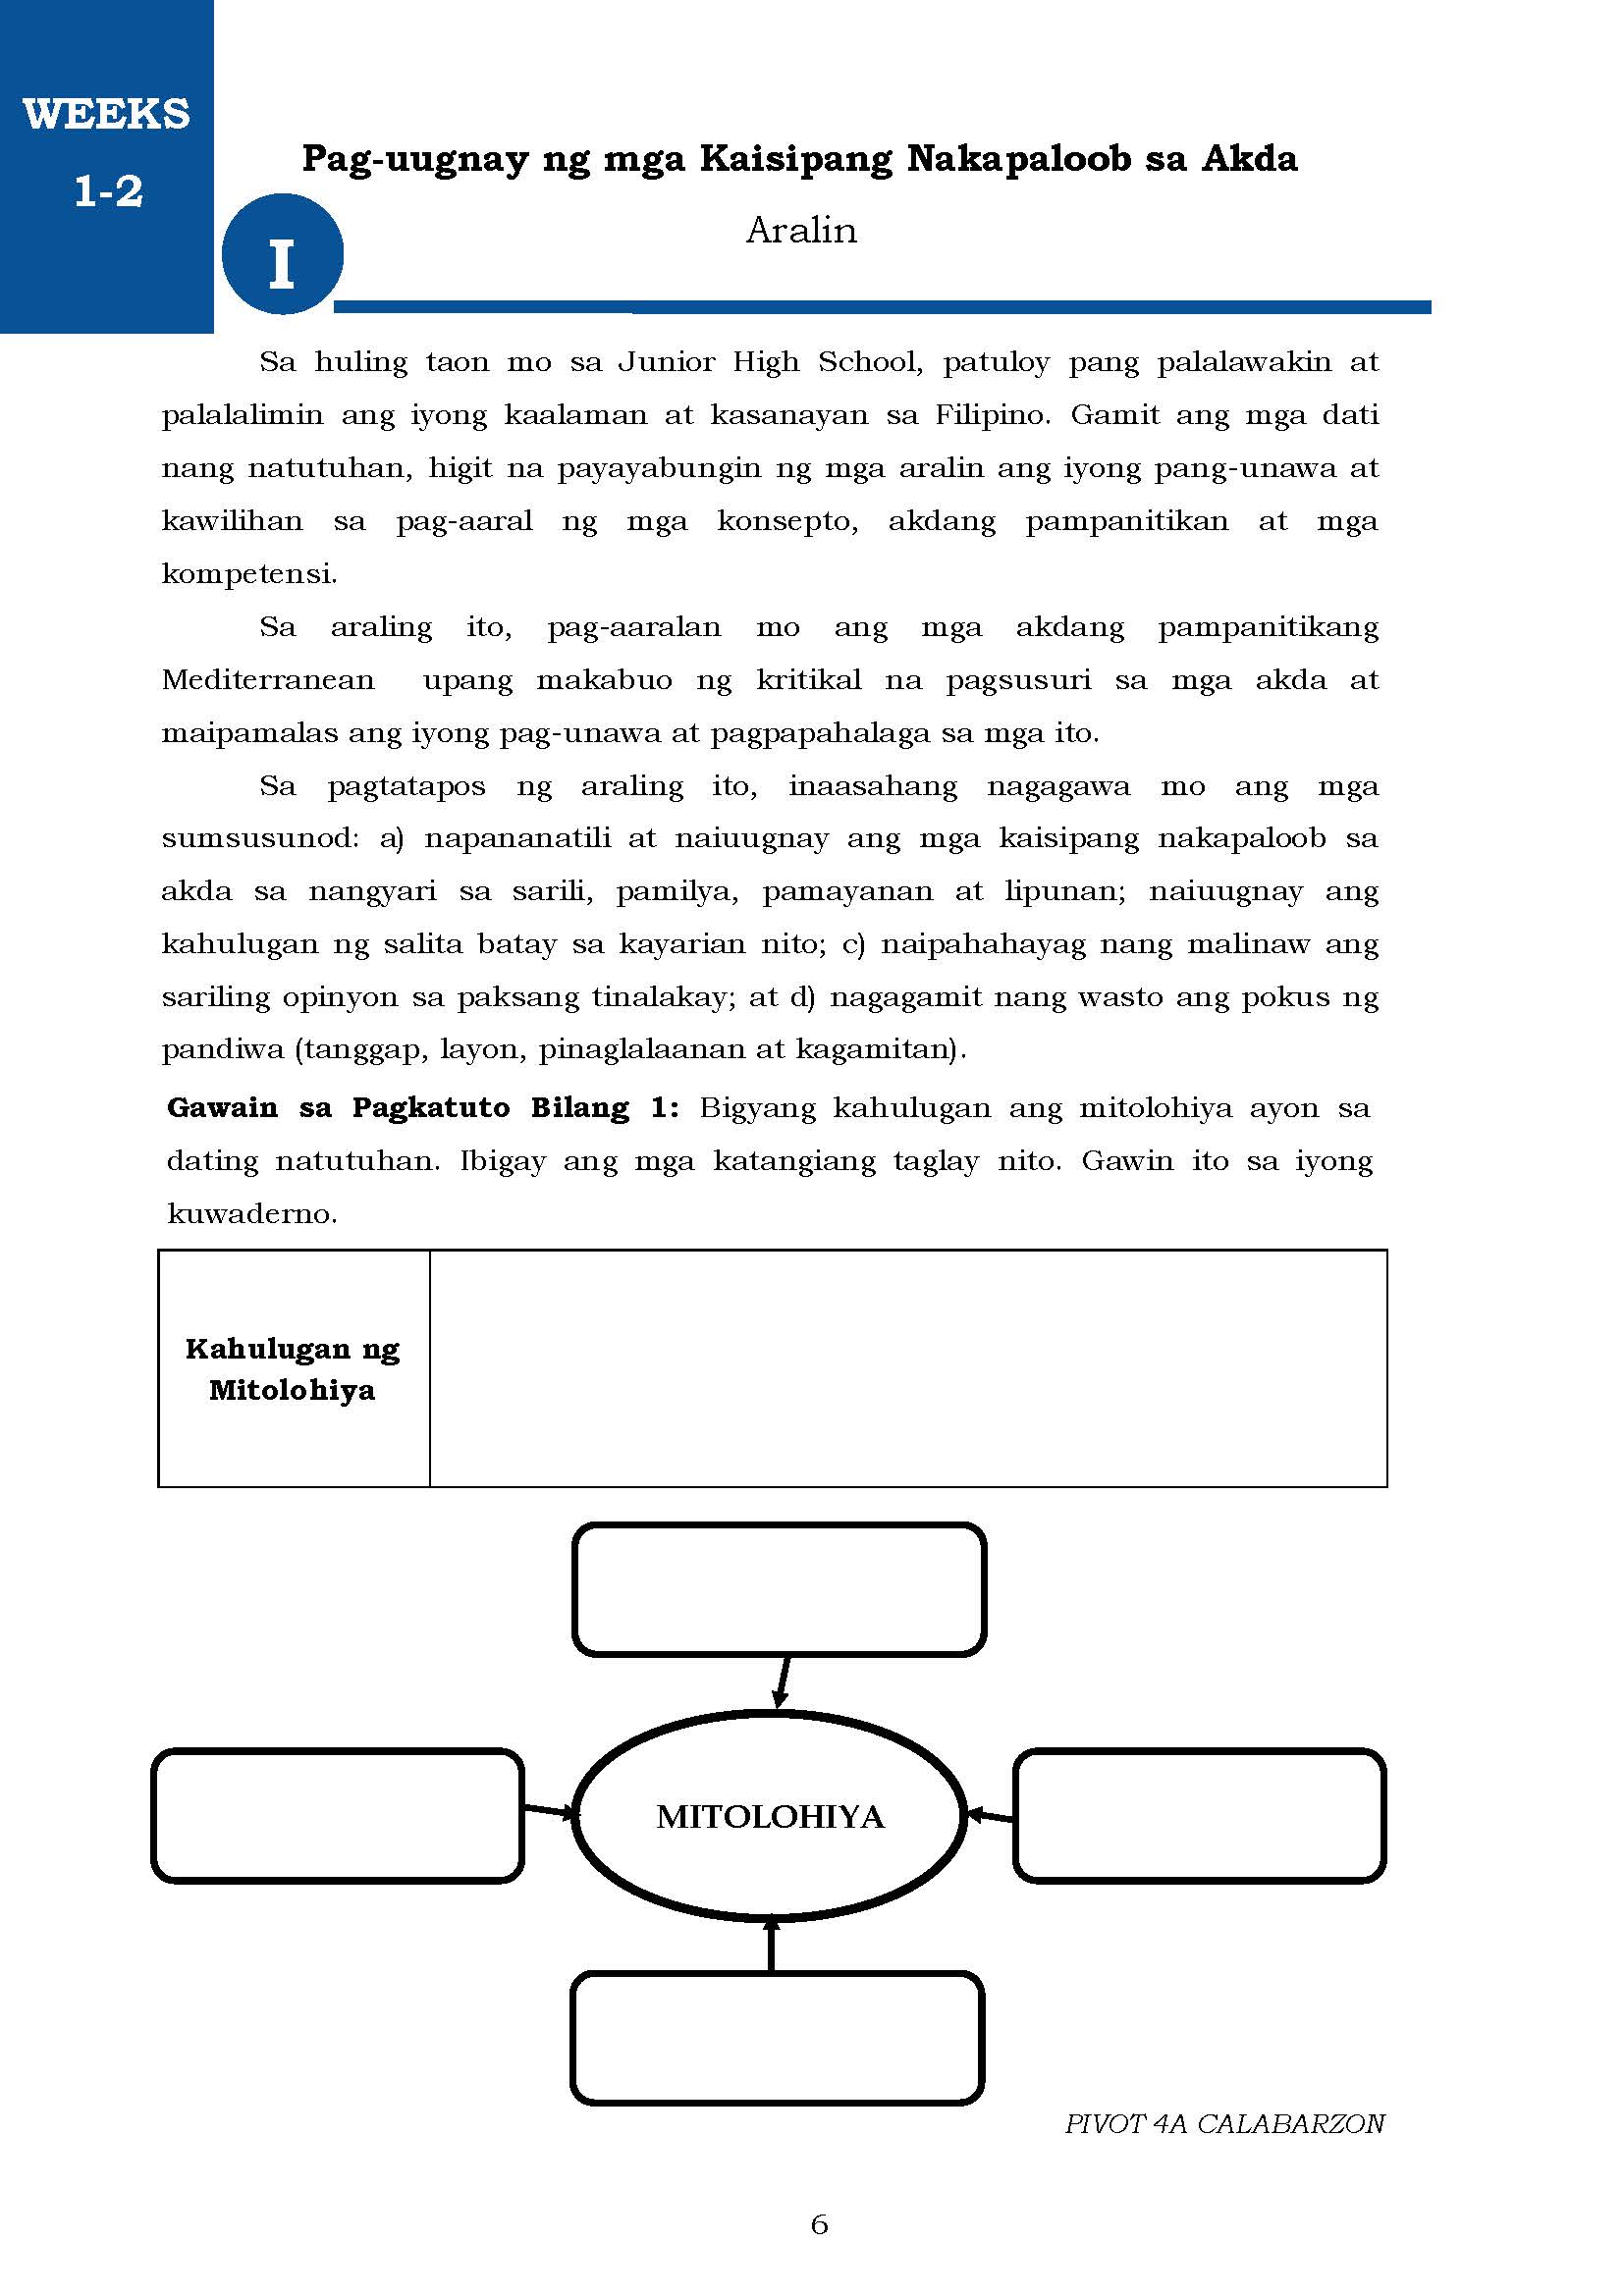 WEEKS
1-2
Pag-uugnay ng mga Kaisipang Nakapaloob sa Akda
Aralin
I
Sa huling taon mo sa Junior High School, patuloy pang palalawakin at
palalalimin ang iyong kaalaman at kasanayan sa Filipino. Gamit ang mga dati
nang natutuhan, higit na payayabungin ng mga aralin ang iyong pang-unawa at
kawilihan sa pag-aaral ng mga konsepto, akdang pampanitikan at mga
kompetensi.
Sa araling ito, pag-aaralan mo ang mga akdang pampanitikang
Mediterranean upang makabuo ng kritikal na pagsusuri sa mga akda at
maipamalas ang iyong pag-unawa at pagpapahalaga sa mga ito.
Sa pagtatapos ng araling ito, inaasahang nagagawa mo ang mga
sumsusunod: a) napananatili at naiuugnay ang mga kaisipang nakapaloob sa
akda sa nangyari sa sarili, pamilya, pamayanan at lipunan; naiuugnay ang
kahulugan ng salita batay sa kayarian nito; c) naipahahayag nang malinaw ang
sariling opinyon sa paksang tinalakay; at d) nagagamit nang wasto ang pokus ng
pandiwa (tanggap, layon, pinaglalaanan at kagamitan).
Gawain sa Pagkatuto Bilang 1: Bigyang kahulugan ang mitolohiya ayon sa
dating natutuhan. Ibigay ang mga katangiang taglay nito. Gawin ito sa iyong
kuwaderno.
Kahulugan ng
Mitolohiya
MITOLOHIYA
PIVOT 4A CALABARZON
6